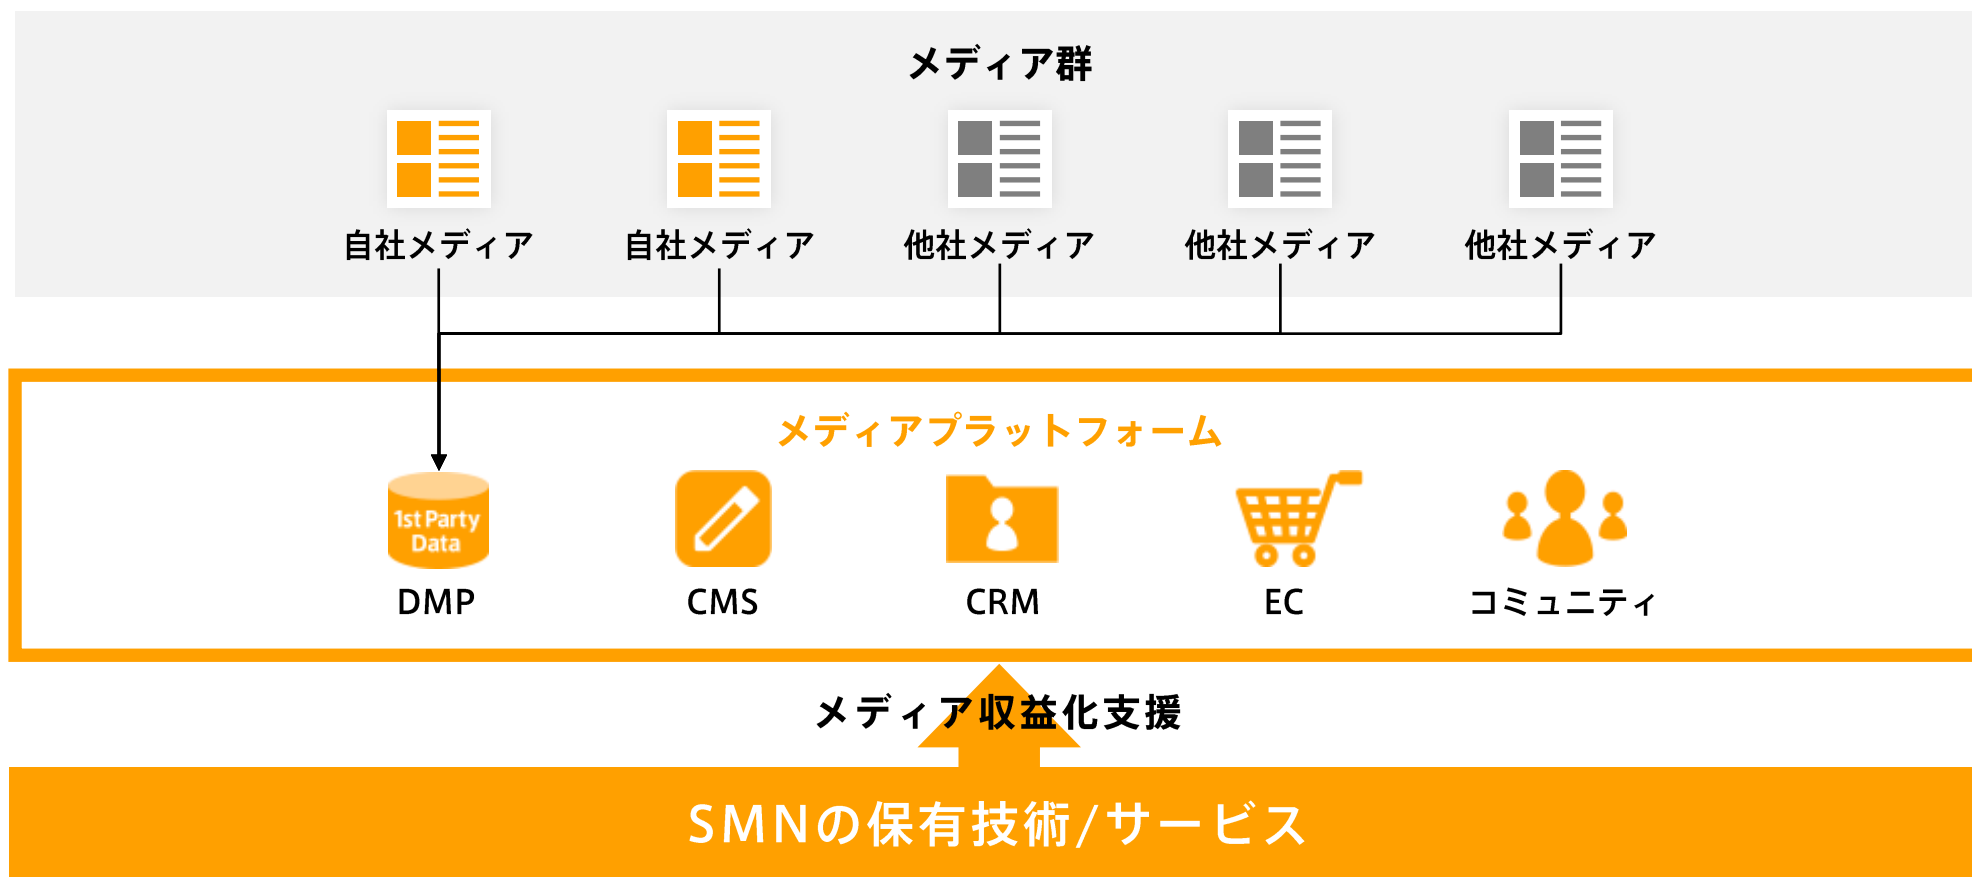 メディア群
自社メディア
自社メディア
他社メディア
他社メディア
他社メディア
メディアプラットフォーム
1st Party
Data
DMP
CMS
CRM
EC
コミュニティ
メディア収益化支援
SMNの保有技術/サービス